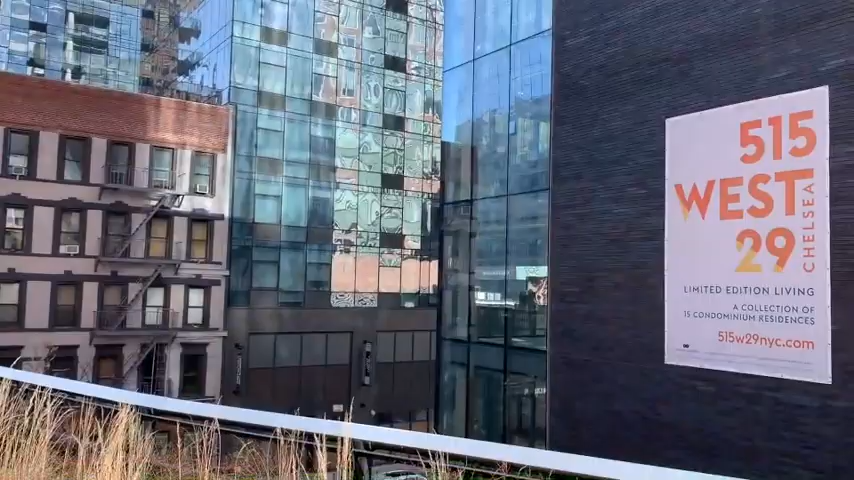 515
WEST
29
CHELSEA
LIMITED EDITION LIVING
A COLLECTION OF
15 CONDOMINIUM RESIDENCES
515w29nyc.com